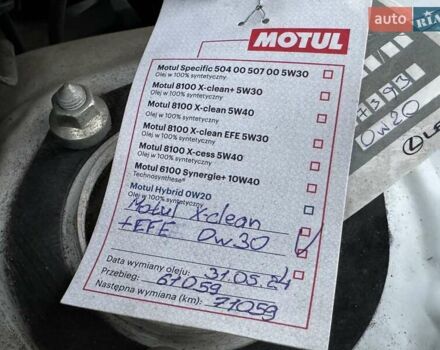 auto RIA
MOTUL
Motul Specific 504 00 507 00 5W30
Olej w 100% syntetyczny
Motul 8100 X-clean+ 5W30
Olej w 100% syntetyczny
Motul 8100 X-clean 5W40
Olej w 100% syntetyczny
Motul 8100 X-clean EFE 5W30
Olej w 100% syntetyczny
Motul 8100 X-cess 5W40
Olej w 100% syntetyczny
Motul 6100 Synergie+ 10W40
Technosynthese®
Motul Hybrid 0W20
Olej w 100% syntetyczny
Motul X-clean
+EFE 0w30
Data wymiany oleju: 31.05.24
Przebieg: 61059
Następna wymiana (km): 71059
0w20